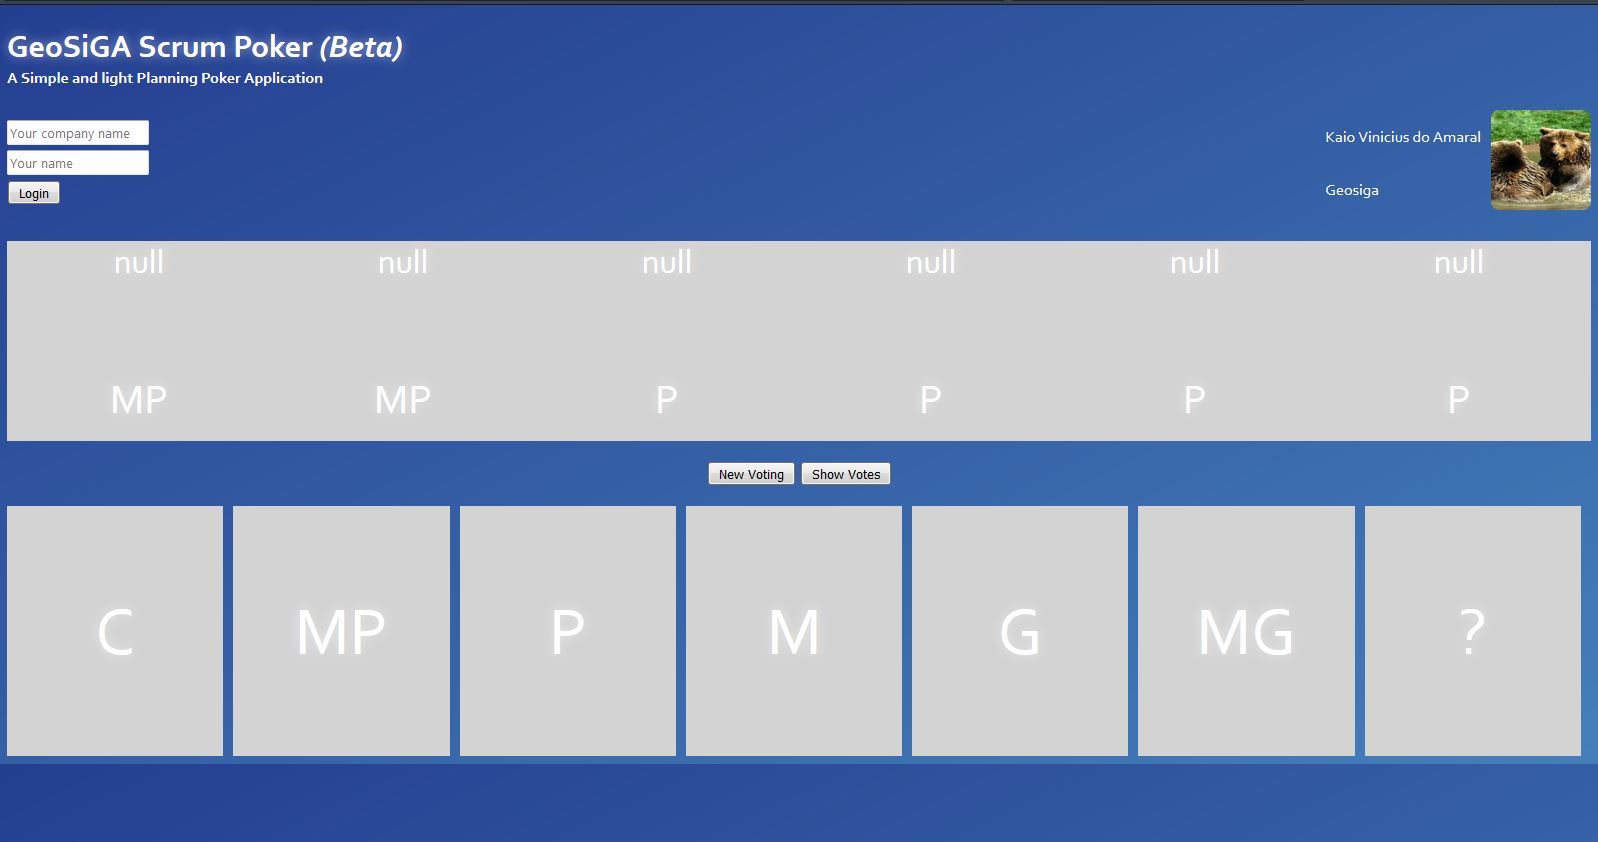 GeoSiGA Scrum Poker (Beta)
A Simple and light Planning Poker Application
Your company name
Your name
Login
Kaio Vinicius do Amaral
Geosiga
null null null null null null
MP MP P P P P
New Voting Show Votes
C MP P M G MG ?